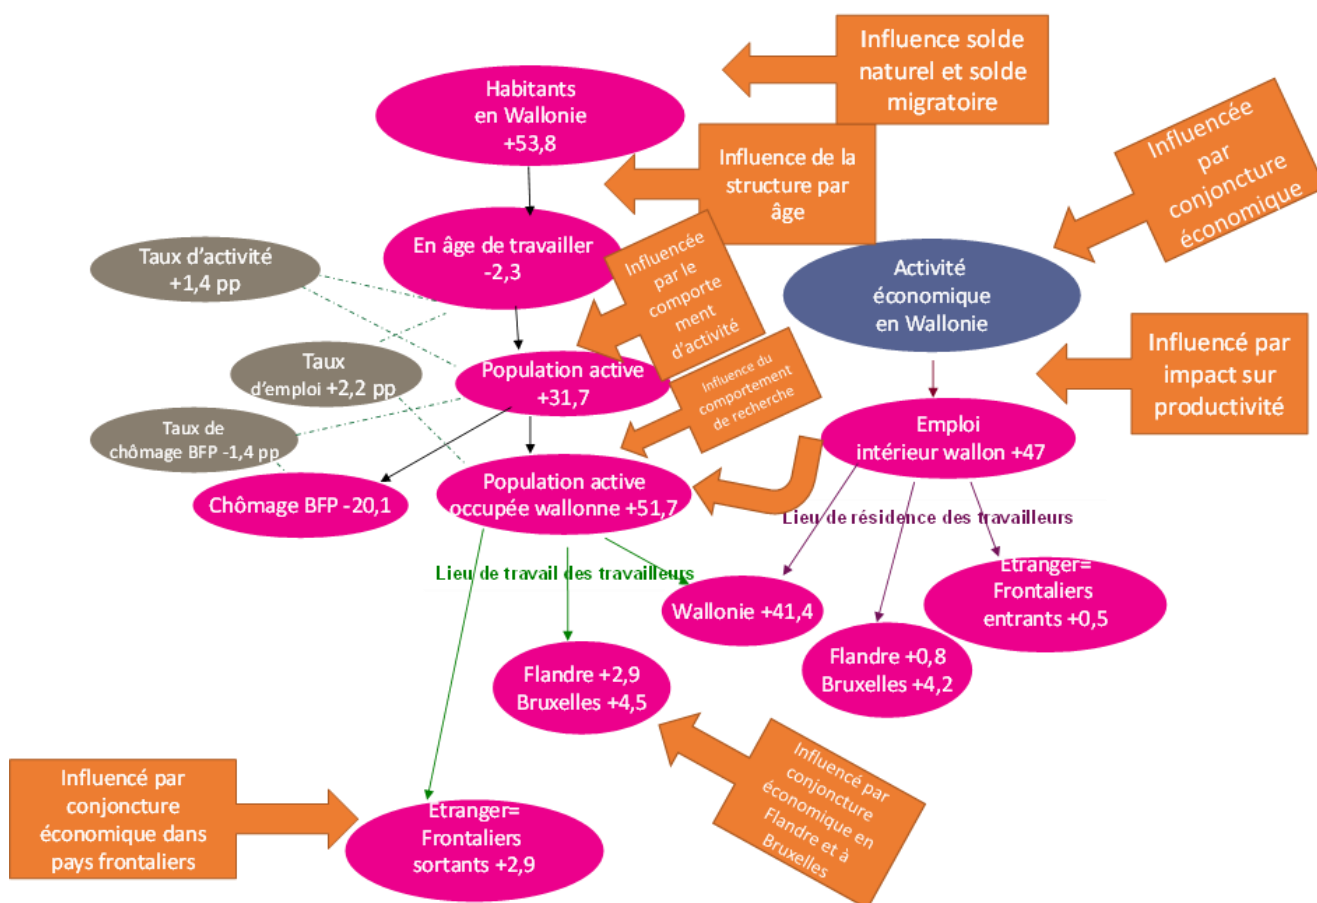 Influence solde
naturel et solde
migratoire
Habitants
en Wallonie
+53,8
Influence de la
structure par
âge
Influencée
par
conjoncture
économique
En âge de travailler
-2,3
Taux d'activité
+1,4 pp
Influencée
par le
comporte
ment
d'activité
Activité
économique
en Wallonie
Taux
d'emploi +2,2 pp
Population active
+31,7
Influence du
comportement
de recherche
Influencé par
impact sur
productivité
Taux de
chômage BFP -1,4 pp
Emploi
intérieur wallon +47
Chômage BFP -20,1
Population active
occupée wallonne +51,7
Lieu de résidence des travailleurs
Lieu de travail des travailleurs
Wallonie +41,4
Etranger=
Frontaliers
entrants +0,5
Flandre +2,9
Bruxelles +4,5
Flandre +0,8
Bruxelles +4,2
Influencé par
conjoncture
économique en
Flandre et à
Bruxelles
Influencé par
conjoncture
économique dans
pays frontaliers
Etranger=
Frontaliers
sortants +2,9